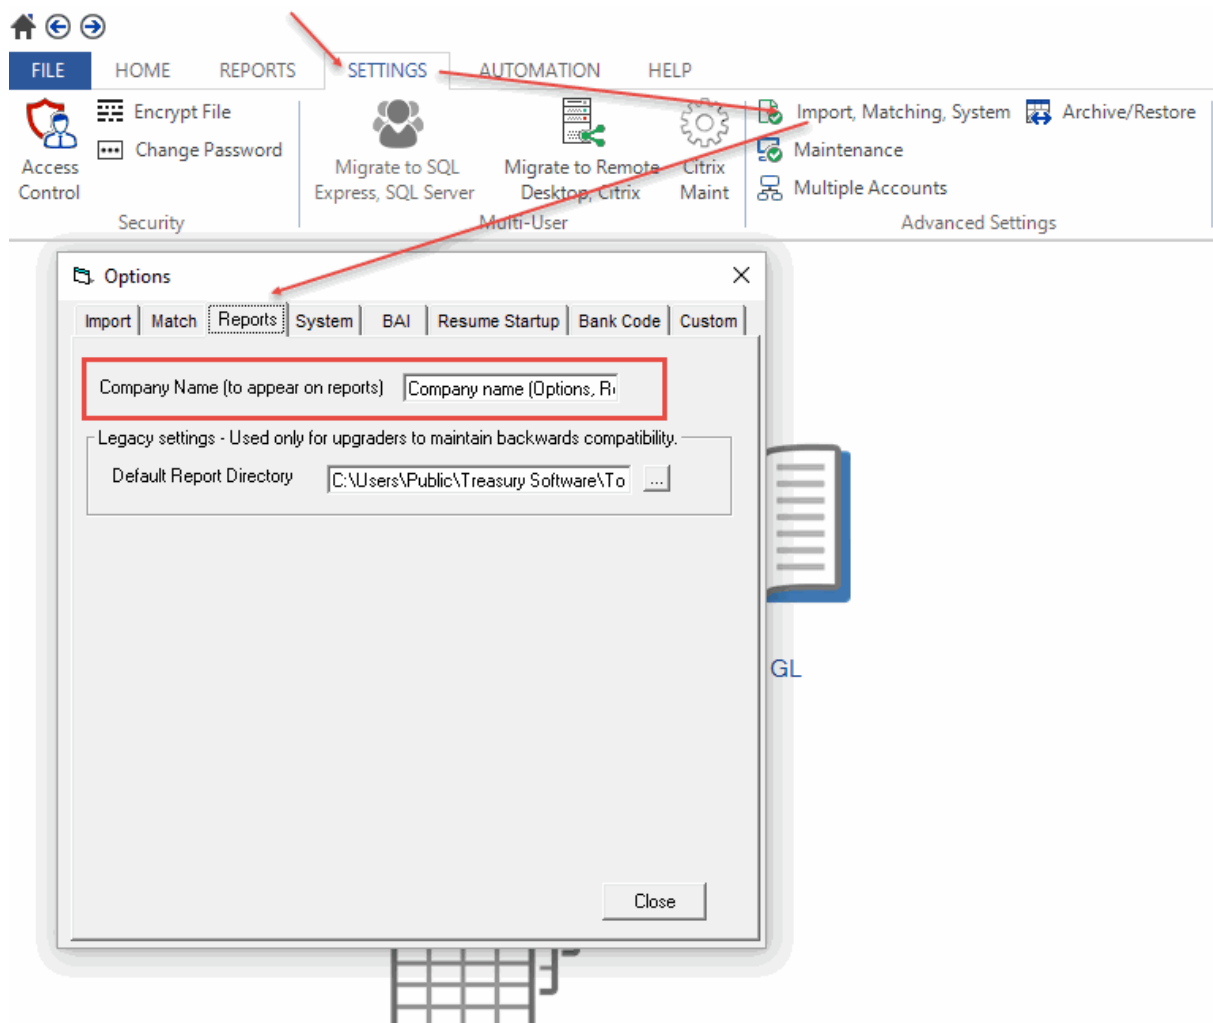 FILE HOME REPORTS SETTINGS AUTOMATION HELP
Encrypt File
Change Password
Access
Control
Security
Migrate to SQL
Express, SQL Server
Migrate to Remote
Desktop, Citrix
Citrix
Maint
Multi-User
Import, Matching, System
Archive/Restore
Maintenance
Multiple Accounts
Advanced Settings
Options
Import Match Reports System BAI Resume Startup Bank Code Custom
Company Name (to appear on reports) Company name (Options, R
Legacy settings - Used only for upgraders to maintain backwards compatibility.
Default Report Directory C:\Users\Public\Treasury Software\To ...
GL
Close